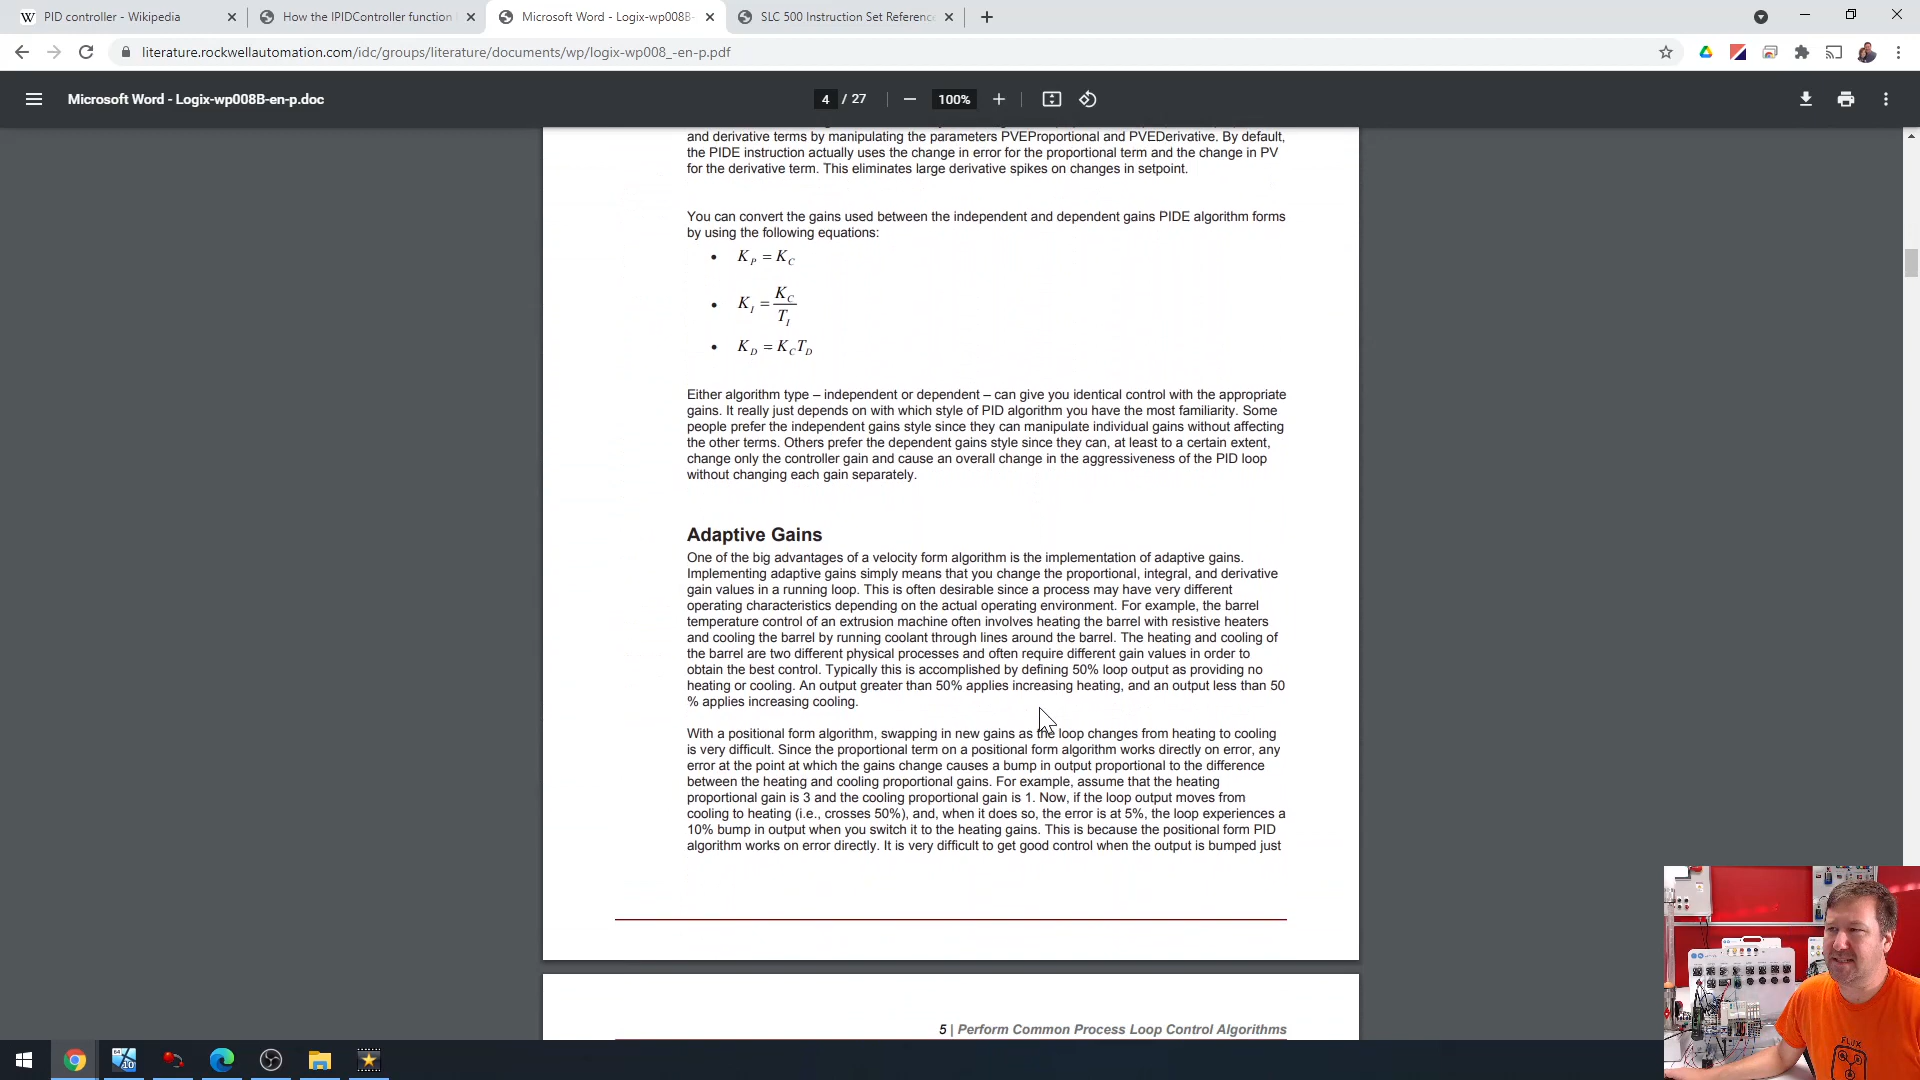 PID controller - Wikipedia
How the IPIDController function
Microsoft Word - Logix-wp008B-
SLC 500 Instruction Set Reference
literature.rockwellautomation.com/idc/groups/literature/documents/wp/logix-wp008_-en-p.pdf
Microsoft Word - Logix-wp008B-en-p.doc
4 / 27
100%
and derivative terms by manipulating the parameters PVEProportional and PVEDerivative. By default,
the PIDE instruction actually uses the change in error for the proportional term and the change in PV
for the derivative term. This eliminates large derivative spikes on changes in setpoint.
You can convert the gains used between the independent and dependent gains PIDE algorithm forms
by using the following equations:
• K_P = K_C
• K_I = K_C / T_I
• K_D = K_C T_D
Either algorithm type – independent or dependent – can give you identical control with the appropriate
gains. It really just depends on with which style of PID algorithm you have the most familiarity. Some
people prefer the independent gains style since they can manipulate individual gains without affecting
the other terms. Others prefer the dependent gains style since they can, at least to a certain extent,
change only the controller gain and cause an overall change in the aggressiveness of the PID loop
without changing each gain separately.
Adaptive Gains
One of the big advantages of a velocity form algorithm is the implementation of adaptive gains.
Implementing adaptive gains simply means that you change the proportional, integral, and derivative
gain values in a running loop. This is often desirable since a process may have very different
operating characteristics depending on the actual operating environment. For example, the barrel
temperature control of an extrusion machine often involves heating the barrel with resistive heaters
and cooling the barrel by running coolant through lines around the barrel. The heating and cooling of
the barrel are two different physical processes and often require different gain values in order to
obtain the best control. Typically this is accomplished by defining 50% loop output as providing no
heating or cooling. An output greater than 50% applies increasing heating, and an output less than 50
% applies increasing cooling.
With a positional form algorithm, swapping in new gains as the loop changes from heating to cooling
is very difficult. Since the proportional term on a positional form algorithm works directly on error, any
error at the point at which the gains change causes a bump in output proportional to the difference
between the heating and cooling proportional gains. For example, assume that the heating
proportional gain is 3 and the cooling proportional gain is 1. Now, if the loop output moves from
cooling to heating (i.e., crosses 50%), and, when it does so, the error is at 5%, the loop experiences a
10% bump in output when you switch it to the heating gains. This is because the positional form PID
algorithm works on error directly. It is very difficult to get good control when the output is bumped just
5 | Perform Common Process Loop Control Algorithms
FLUX